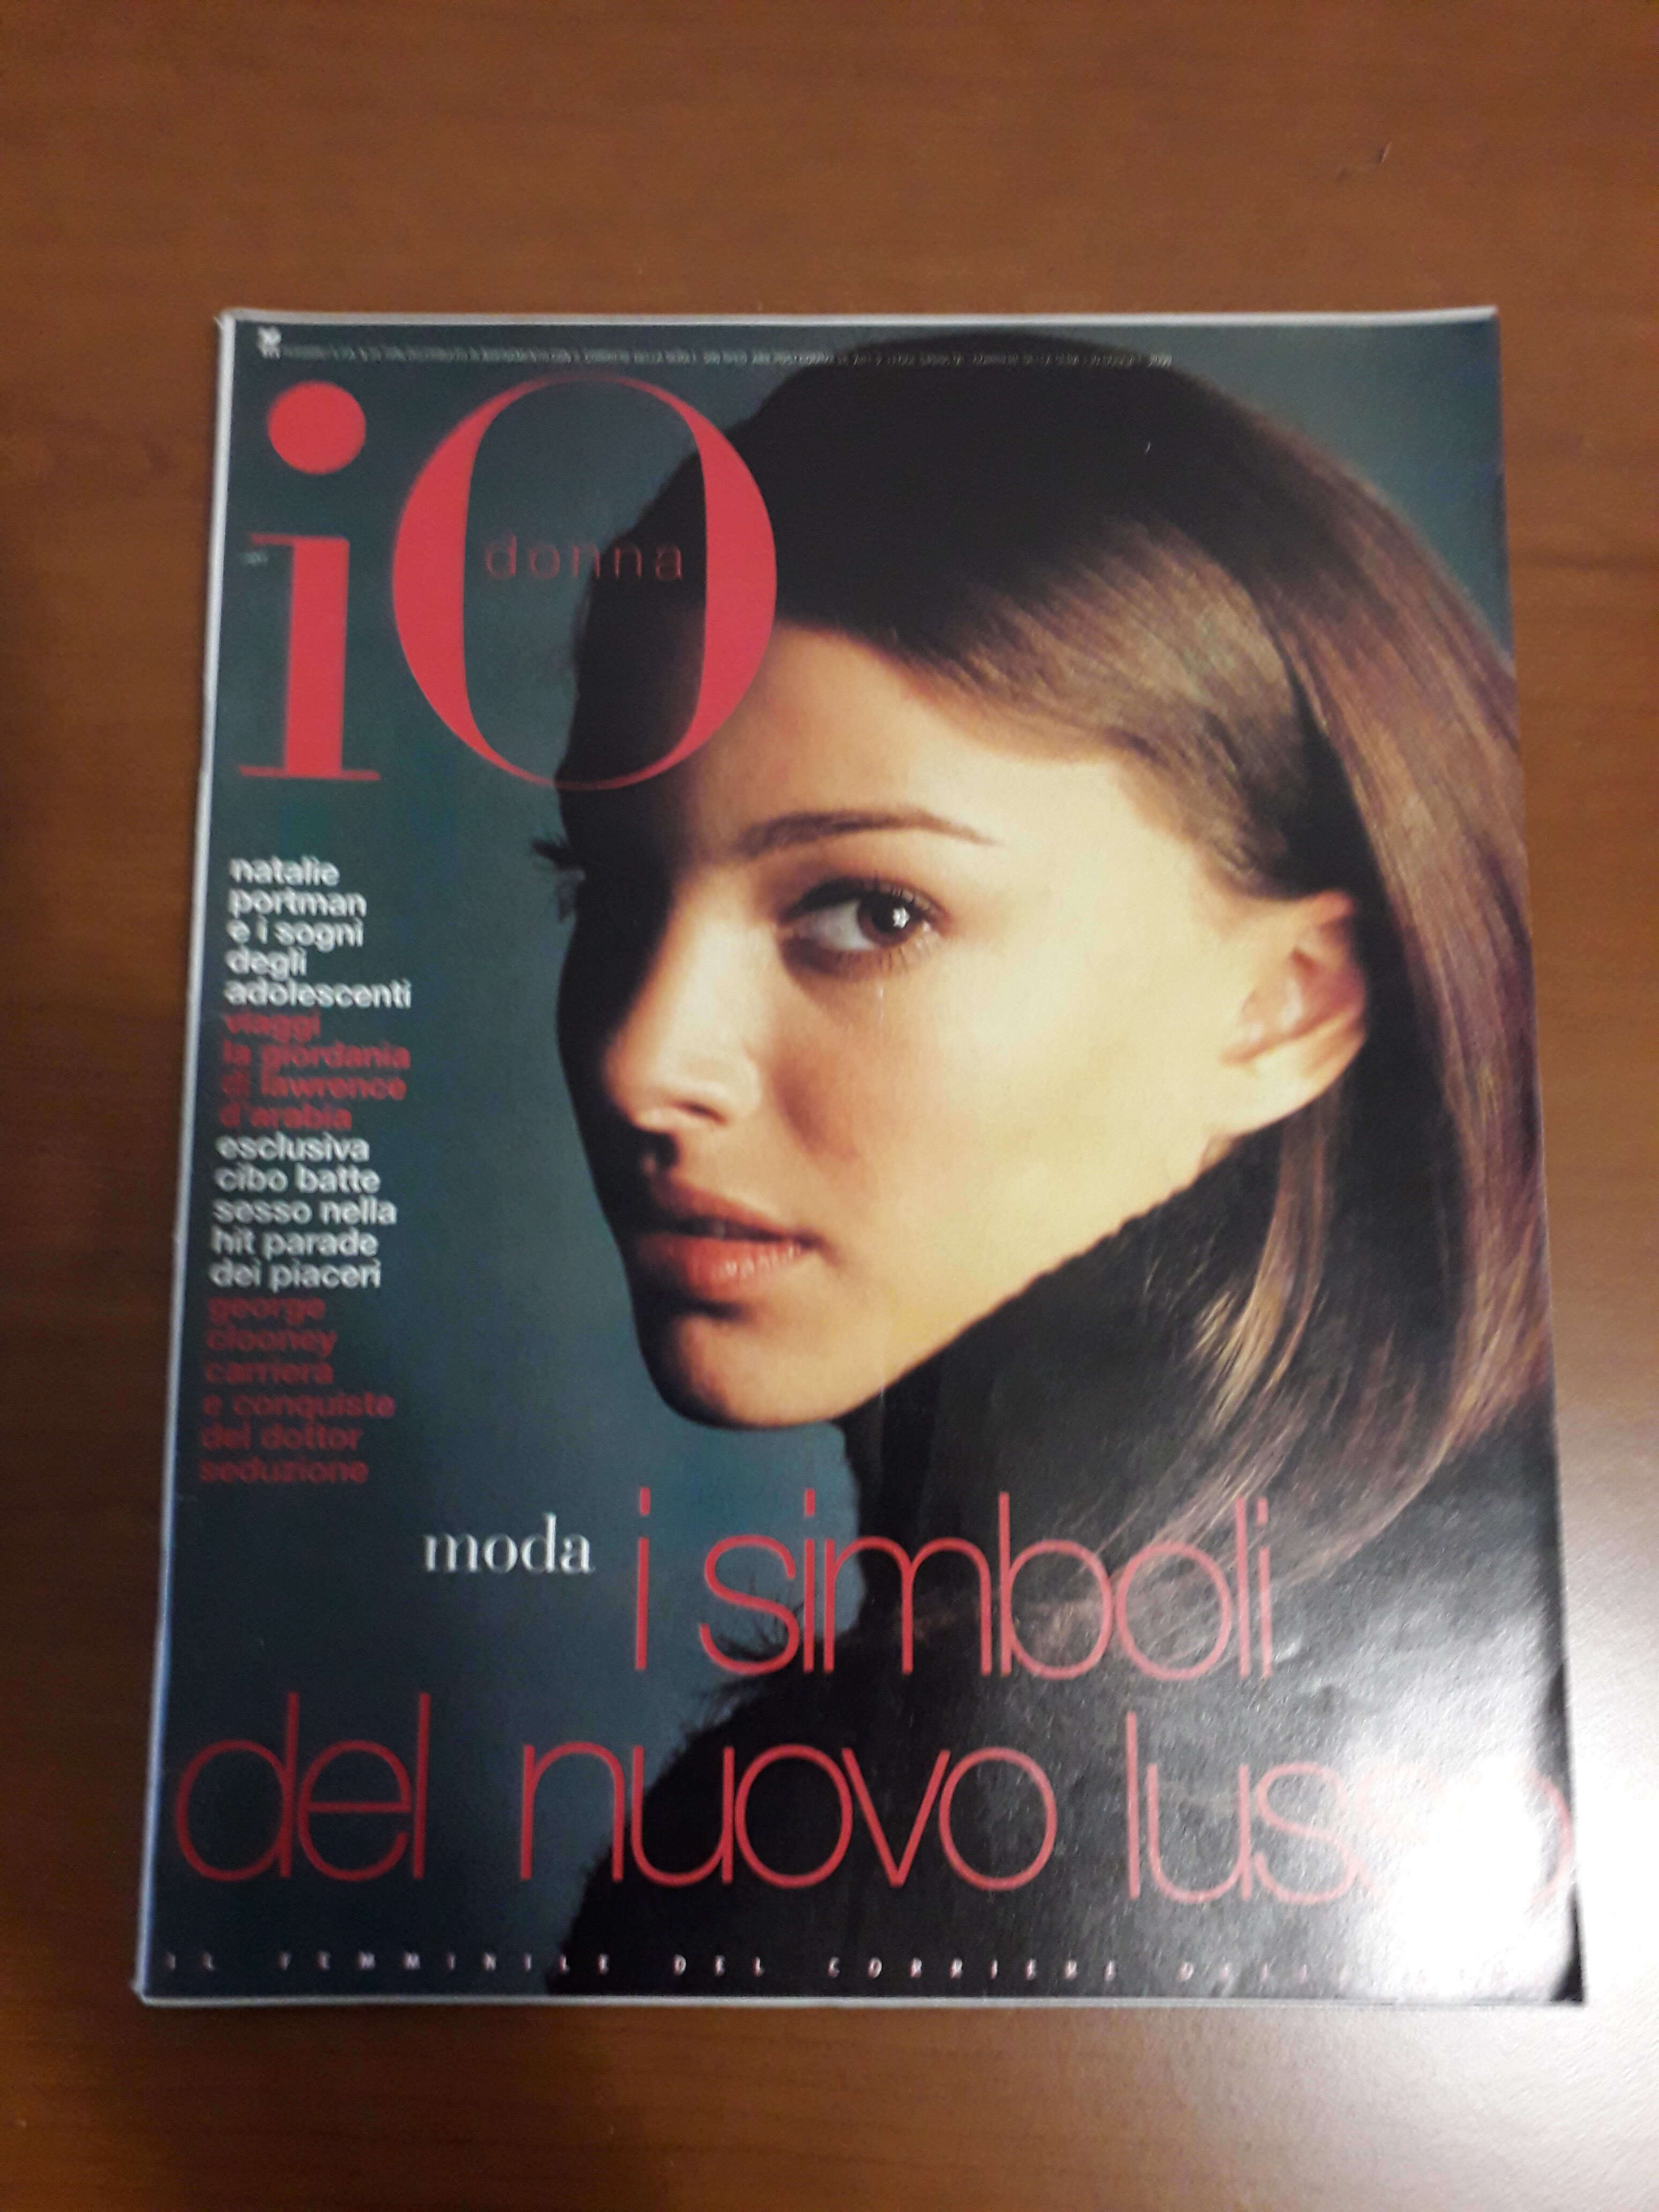 iO
donna
natalie
portman
e i sogni
degli
adolescenti
viaggi
la giordania
di lawrence
d'arabia
esclusiva
cibo batte
sesso nella
hit parade
dei piaceri
george
clooney
carriera
e conquiste
del dottor
seduzione
moda i simboli
del nuovo lusso
IL FEMMINILE DEL CORRIERE DELLA